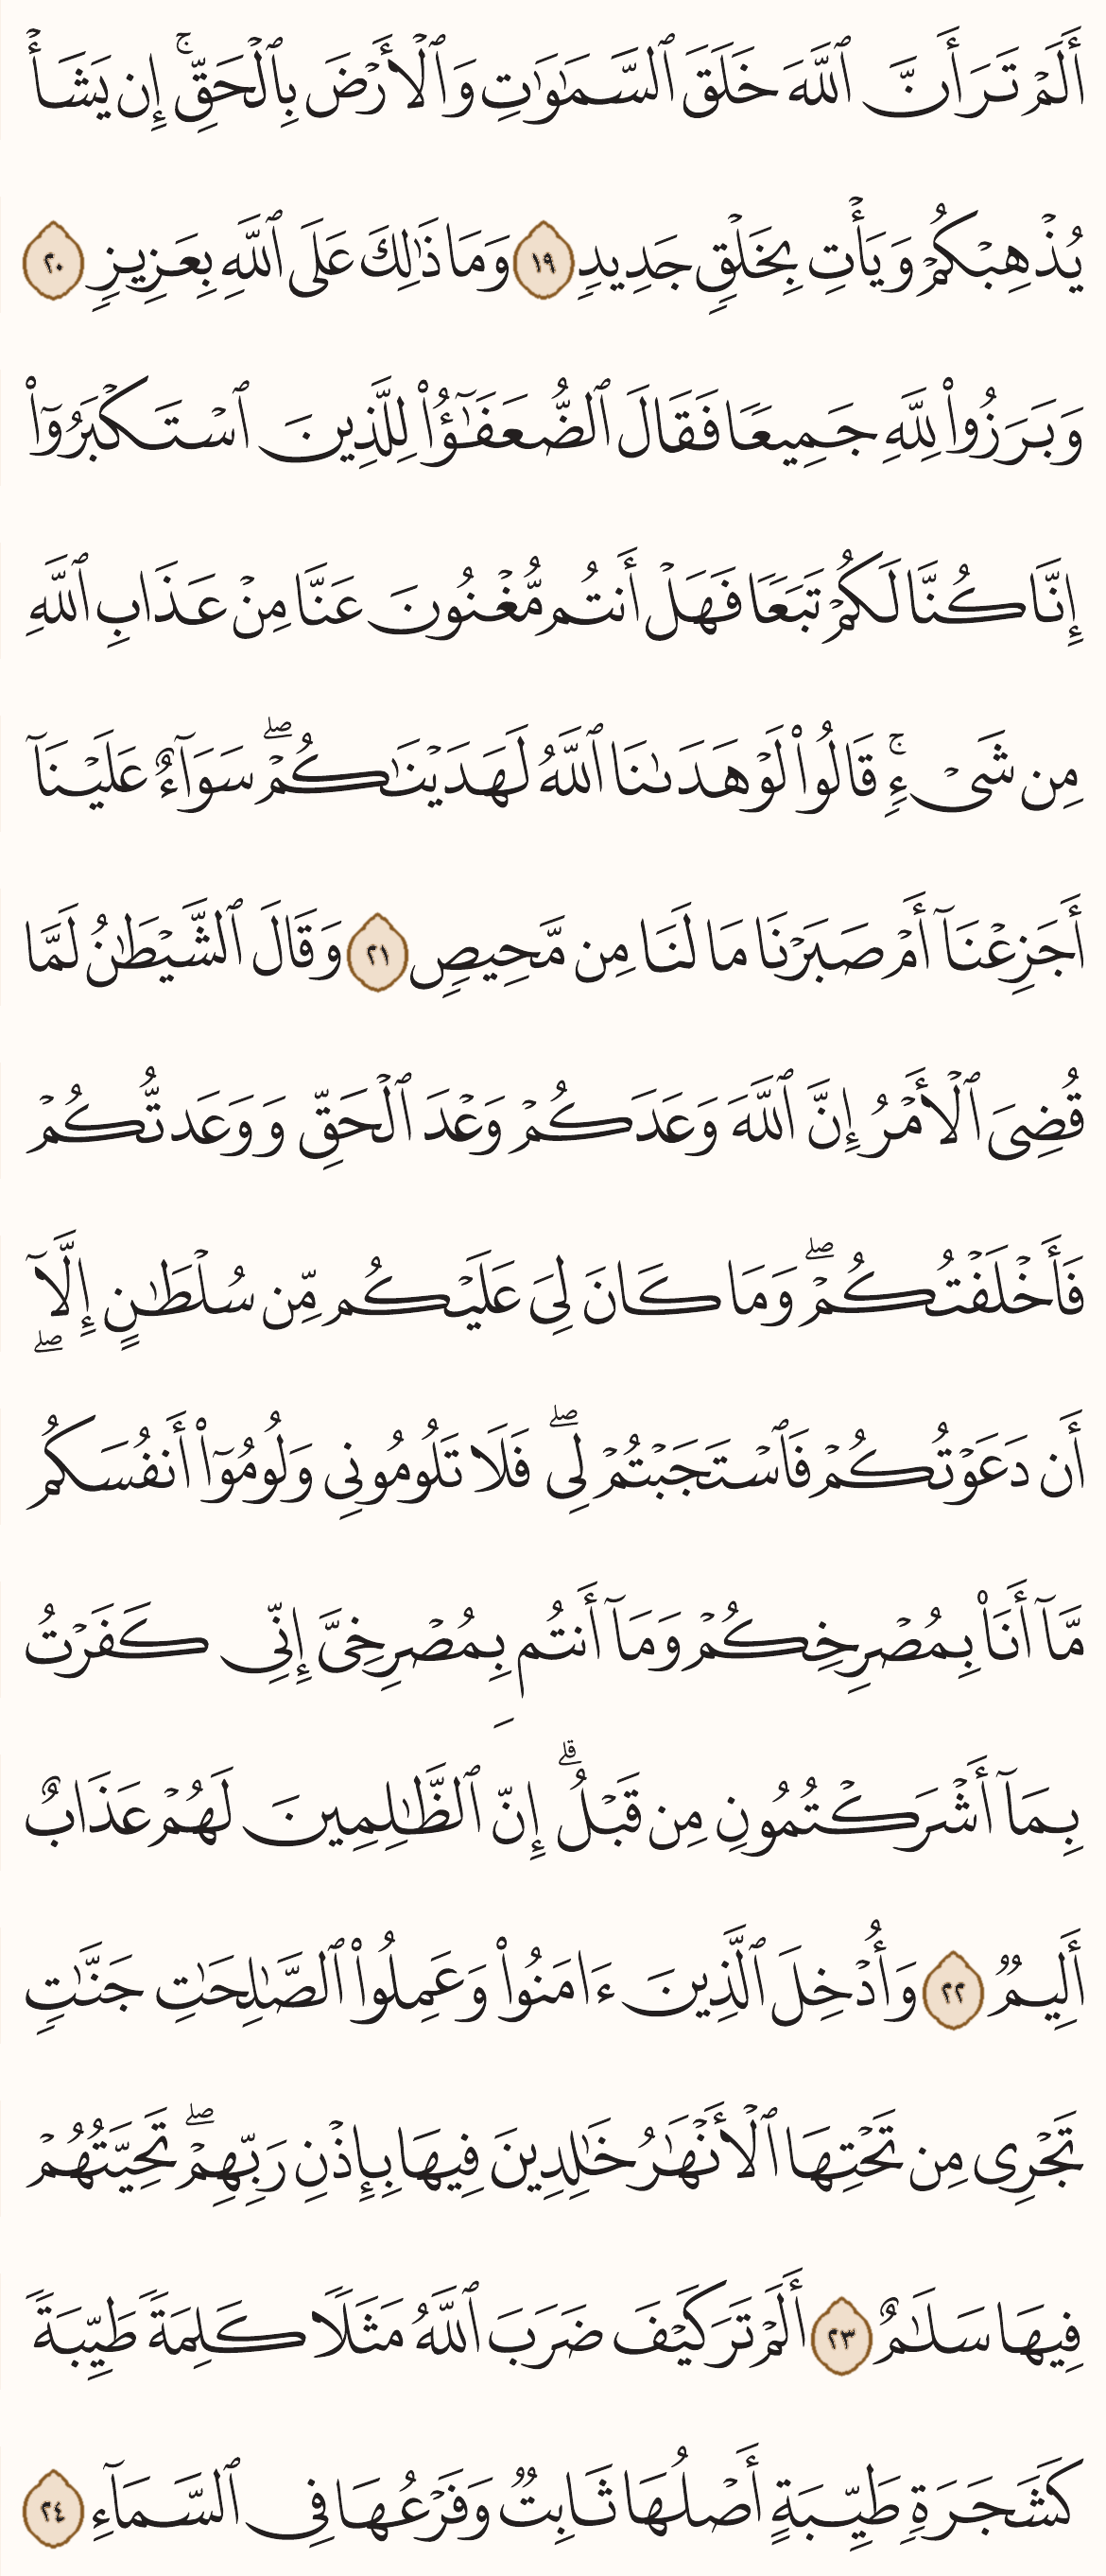 أَلَمْ تَرَ أَنَّ ٱللَّهَ خَلَقَ ٱلسَّمَٰوَٰتِ وَٱلْأَرْضَ بِٱلْحَقِّ ۚ إِن يَشَأْ
يُذْهِبْكُمْ وَيَأْتِ بِخَلْقٍ جَدِيدٍ ١٩ وَمَا ذَٰلِكَ عَلَى ٱللَّهِ بِعَزِيزٍ ٢٠
وَبَرَزُوا۟ لِلَّهِ جَمِيعًا فَقَالَ ٱلضُّعَفَٰٓؤُا۟ لِلَّذِينَ ٱسْتَكْبَرُوٓا۟
إِنَّا كُنَّا لَكُمْ تَبَعًا فَهَلْ أَنتُم مُّغْنُونَ عَنَّا مِنْ عَذَابِ ٱللَّهِ
مِن شَىْءٍ ۚ قَالُوا۟ لَوْ هَدَىٰنَا ٱللَّهُ لَهَدَيْنَٰكُمْ ۖ سَوَآءٌ عَلَيْنَآ
أَجَزِعْنَآ أَمْ صَبَرْنَا مَا لَنَا مِن مَّحِيصٍ ٢١ وَقَالَ ٱلشَّيْطَٰنُ لَمَّا
قُضِىَ ٱلْأَمْرُ إِنَّ ٱللَّهَ وَعَدَكُمْ وَعْدَ ٱلْحَقِّ وَوَعَدتُّكُمْ
فَأَخْلَفْتُكُمْ ۖ وَمَا كَانَ لِىَ عَلَيْكُم مِّن سُلْطَٰنٍ إِلَّآ
أَن دَعَوْتُكُمْ فَٱسْتَجَبْتُمْ لِى ۖ فَلَا تَلُومُونِى وَلُومُوٓا۟ أَنفُسَكُم ۖ
مَّآ أَنَا۠ بِمُصْرِخِكُمْ وَمَآ أَنتُم بِمُصْرِخِىَّ إِنِّى كَفَرْتُ
بِمَآ أَشْرَكْتُمُونِ مِن قَبْلُ ۗ إِنَّ ٱلظَّٰلِمِينَ لَهُمْ عَذَابٌ
أَلِيمٌ ٢٢ وَأُدْخِلَ ٱلَّذِينَ ءَامَنُوا۟ وَعَمِلُوا۟ ٱلصَّٰلِحَٰتِ جَنَّٰتٍ
تَجْرِى مِن تَحْتِهَا ٱلْأَنْهَٰرُ خَٰلِدِينَ فِيهَا بِإِذْنِ رَبِّهِمْ ۖ تَحِيَّتُهُمْ
فِيهَا سَلَٰمٌ ٢٣ أَلَمْ تَرَ كَيْفَ ضَرَبَ ٱللَّهُ مَثَلًا كَلِمَةً طَيِّبَةً
كَشَجَرَةٍ طَيِّبَةٍ أَصْلُهَا ثَابِتٌ وَفَرْعُهَا فِى ٱلسَّمَآءِ ٢٤